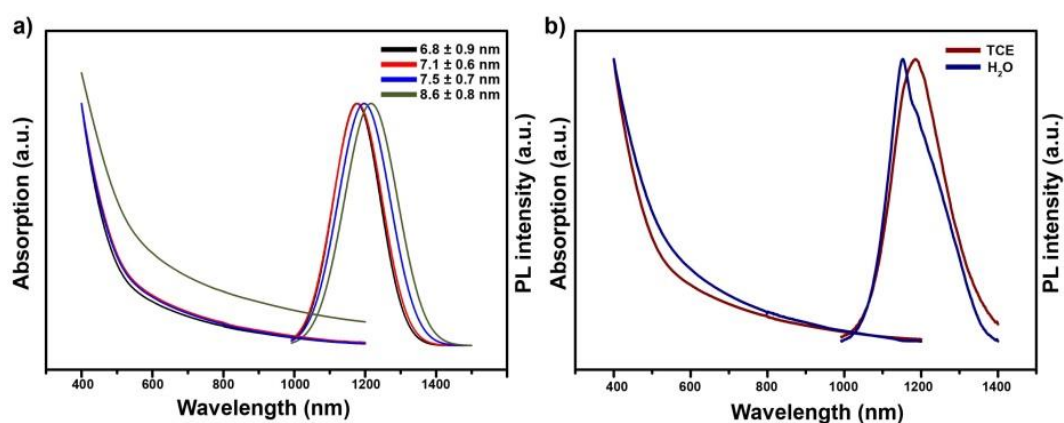 a)
6.8 ± 0.9 nm
7.1 ± 0.6 nm
7.5 ± 0.7 nm
8.6 ± 0.8 nm
Absorption (a.u.)
PL intensity (a.u.)
400 600 800 1000 1200 1400
Wavelength (nm)
b)
TCE
H₂O
Absorption (a.u.)
PL intensity (a.u.)
400 600 800 1000 1200 1400
Wavelength (nm)